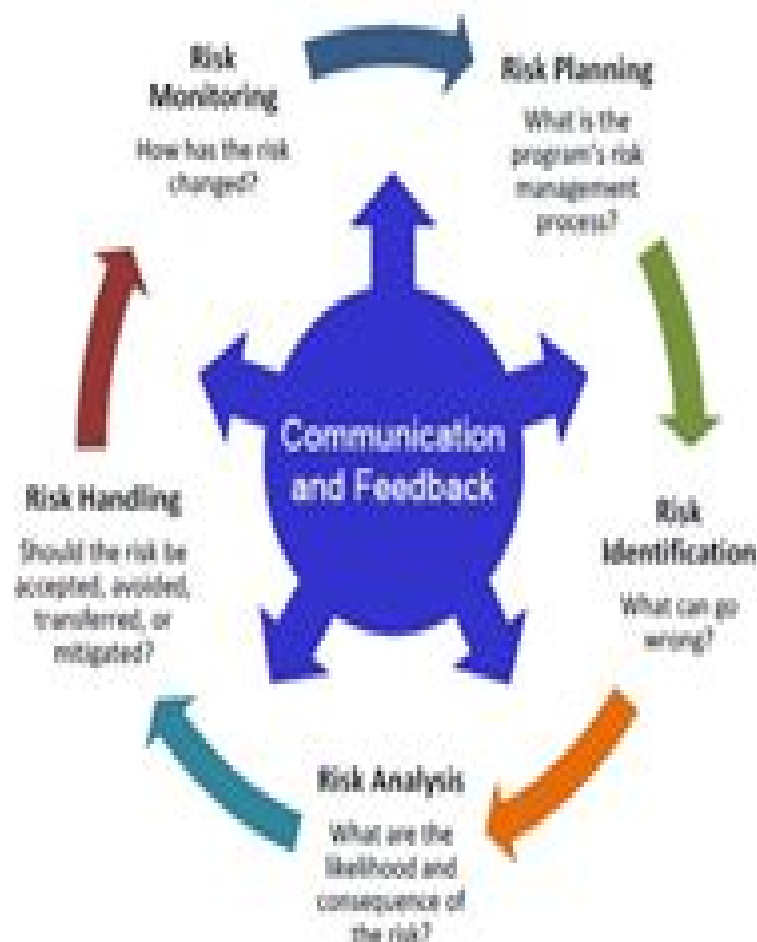 Risk Planning
What is the
program's risk
management
process?
Risk
Identification
What can go
wrong?
Risk Analysis
What are the
likelihood and
consequence of
the risk?
Risk Handling
Should the risk be
accepted, avoided,
transferred, or
mitigated?
Risk
Monitoring
How has the risk
changed?
Communication
and Feedback